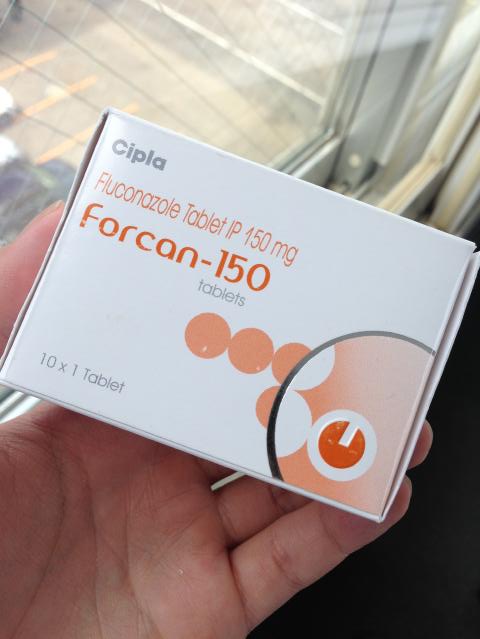 Cipla
Fluconazole Tablet IP 150 mg
Forcan-150
tablets
10 x 1 Tablet